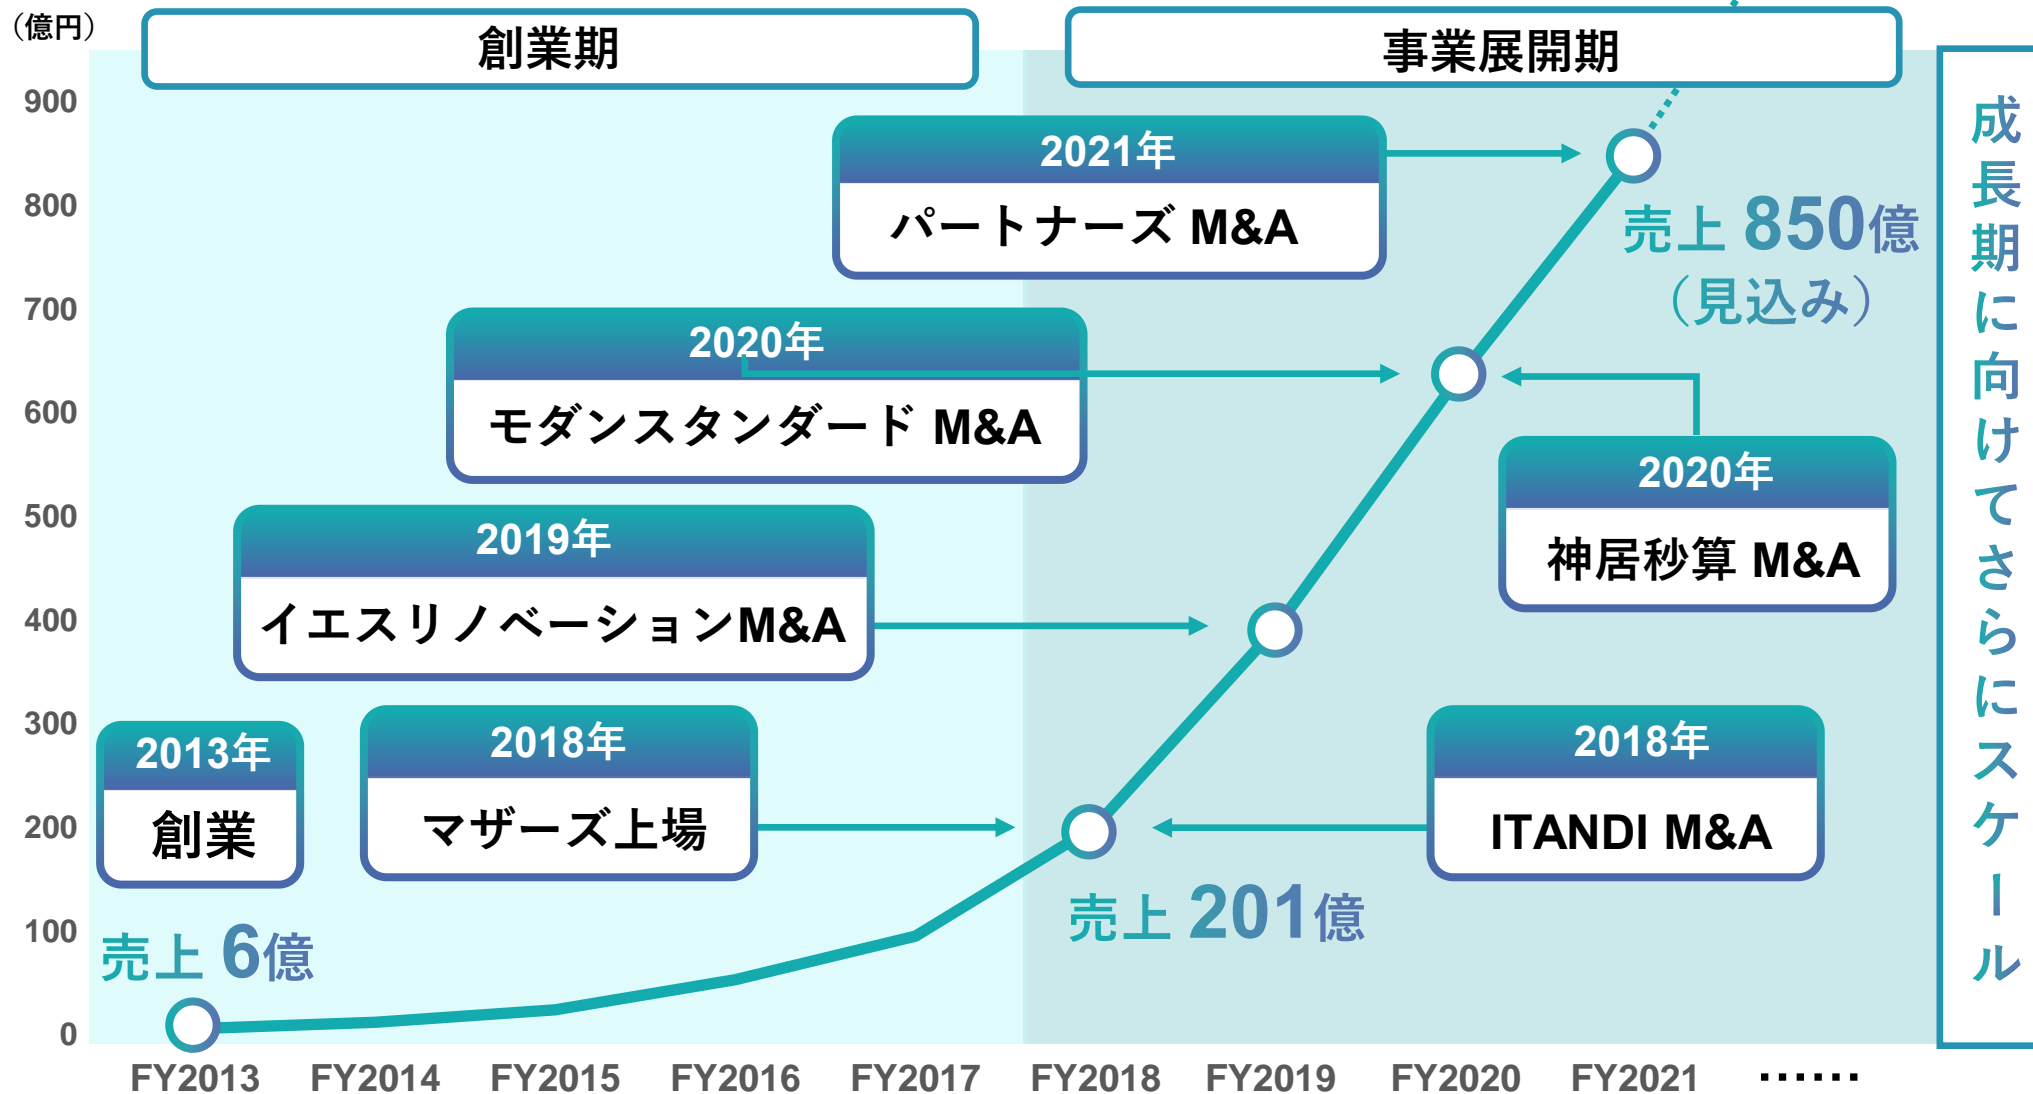 （億円）
創業期
事業展開期
900
800
700
600
500
400
300
200
100
0
2021年
パートナーズ M&A
売上 850億
（見込み）
2020年
モダンスタンダード M&A
2020年
神居秒算 M&A
2019年
イエスリノベーションM&A
2013年
創業
2018年
マザーズ上場
2018年
ITANDI M&A
売上 6億
売上 201億
FY2013 FY2014 FY2015 FY2016 FY2017 FY2018 FY2019 FY2020 FY2021 ……
成長期に向けてさらにスケール